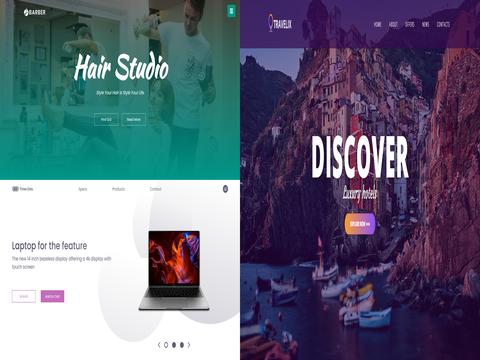 BARBER
Hair Studio
Style Your Hair is Style Your Life.
Find Out
Read More
Three Dots
Specs
Products
Contact
Laptop for the feature
The new 14 inch bezeless display offering a 4k display with
touch screen
Add to Cart
TRAVELIX
HOME
ABOUT
OFFERS
NEWS
CONTACTS
DISCOVER
Luxury hotels
EXPLORE NOW